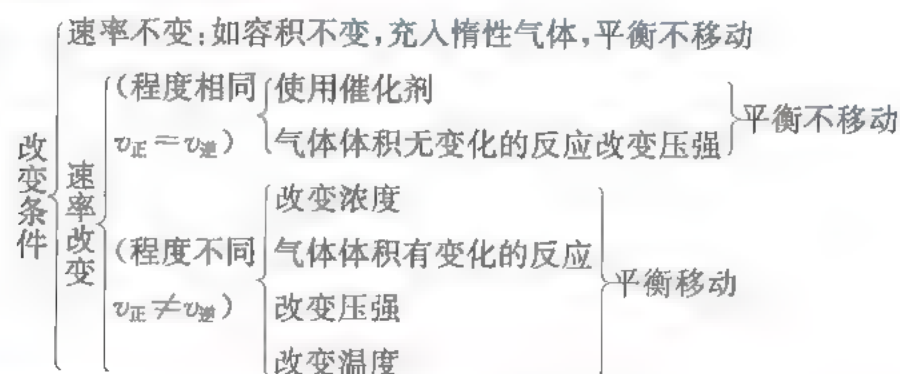 速率不变:如容积不变,充入惰性气体,平衡不移动
(程度相同
v正=v逆)
使用催化剂
气体体积无变化的反应改变压强
平衡不移动
改变条件
速率改变
(程度不同
v正≠v逆)
改变浓度
气体体积有变化的反应
改变压强
改变温度
平衡移动